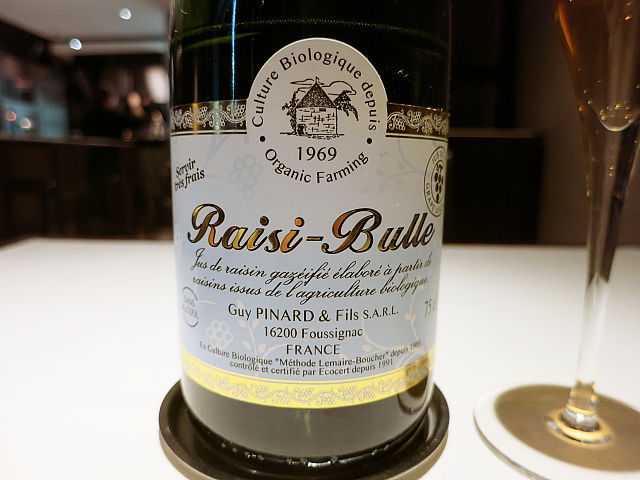 Culture Biologique depuis
1969
Organic Farming
Servir
très frais
Raisi-Bulle
Jus de raisin gazéifié élaboré à partir de
raisins issus de l'agriculture biologique.
SANS
ALCOOL
Guy PINARD & Fils S.A.R.L.
75
16200 Foussignac
FRANCE
En Culture Biologique "Méthode Lemaire-Boucher" depuis 1969
contrôlé et certifié par Ecocert depuis 1991